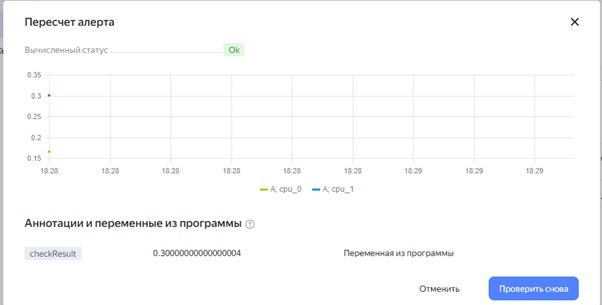 Пересчет алерта
Вычисленный статус Ok
0.35
0.3
0.25
0.2
0.15
18:28 18:28 18:28 18:28 18:28 18:29 18:29 18:29 18:29
A; cpu_0 A; cpu_1
Аннотации и переменные из программы ?
checkResult 0.30000000000000004 Переменная из программы
Отменить Проверить снова